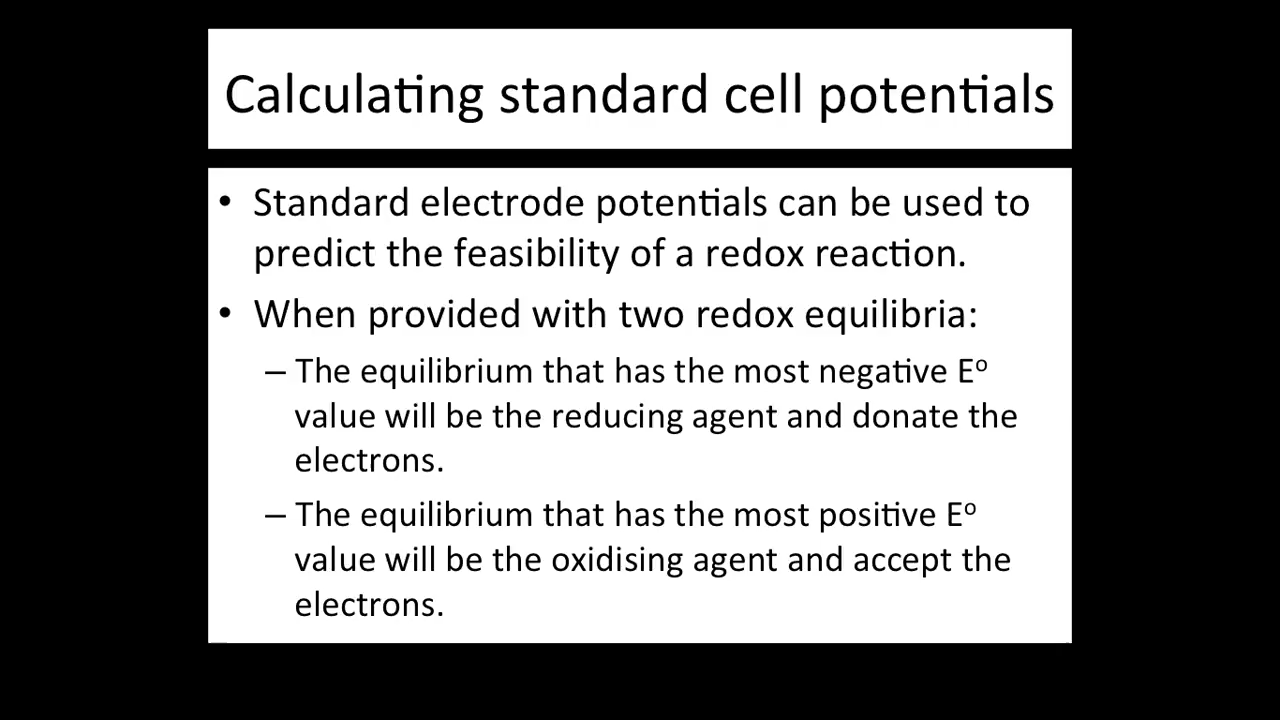 Calculating standard cell potentials
• Standard electrode potentials can be used to
predict the feasibility of a redox reaction.
• When provided with two redox equilibria:
– The equilibrium that has the most negative Eᵒ
value will be the reducing agent and donate the
electrons.
– The equilibrium that has the most positive Eᵒ
value will be the oxidising agent and accept the
electrons.